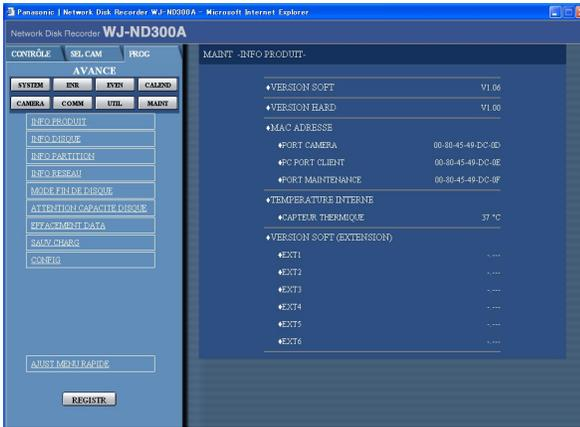 Panasonic | Network Disk Recorder WJ-ND300A - Microsoft Internet Explorer
Network Disk Recorder WJ-ND300A
CONTRÔLE SEL CAM PROG
AVANCE
SYSTEM ENR EVEN CALEND
CAMERA COMM UTIL MAINT
INFO PRODUIT
INFO DISQUE
INFO PARTITION
INFO RESEAU
MODE FIN DE DISQUE
ATTENTION CAPACITE DISQUE
EFFACEMENT DATA
SAUV. CHARG
CONFIG
AJUST MENU RAPIDE
REGISTR
MAINT -INFO PRODUIT-
♦VERSION SOFT V1.06
♦VERSION HARD V1.00
♦MAC ADRESSE
♦PORT CAMERA 00-80-45-49-DC-0D
♦PC PORT CLIENT 00-80-45-49-DC-0E
♦PORT MAINTENANCE 00-80-45-49-DC-0F
♦TEMPERATURE INTERNE
♦CAPTEUR THERMIQUE 37 °C
♦VERSION SOFT (EXTENSION)
♦EXT1 -.---
♦EXT2 -.---
♦EXT3 -.---
♦EXT4 -.---
♦EXT5 -.---
♦EXT6 -.---